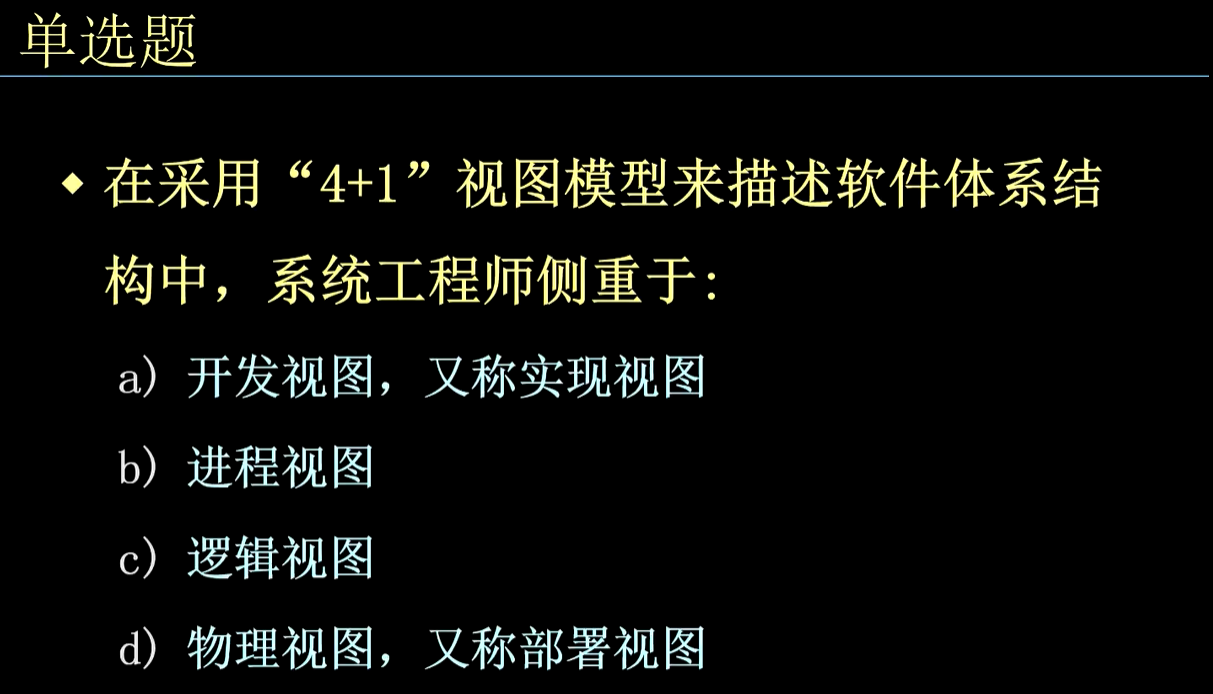 单选题
◆ 在采用“4+1”视图模型来描述软件体系结
构中，系统工程师侧重于：
a) 开发视图，又称实现视图
b) 进程视图
c) 逻辑视图
d) 物理视图，又称部署视图